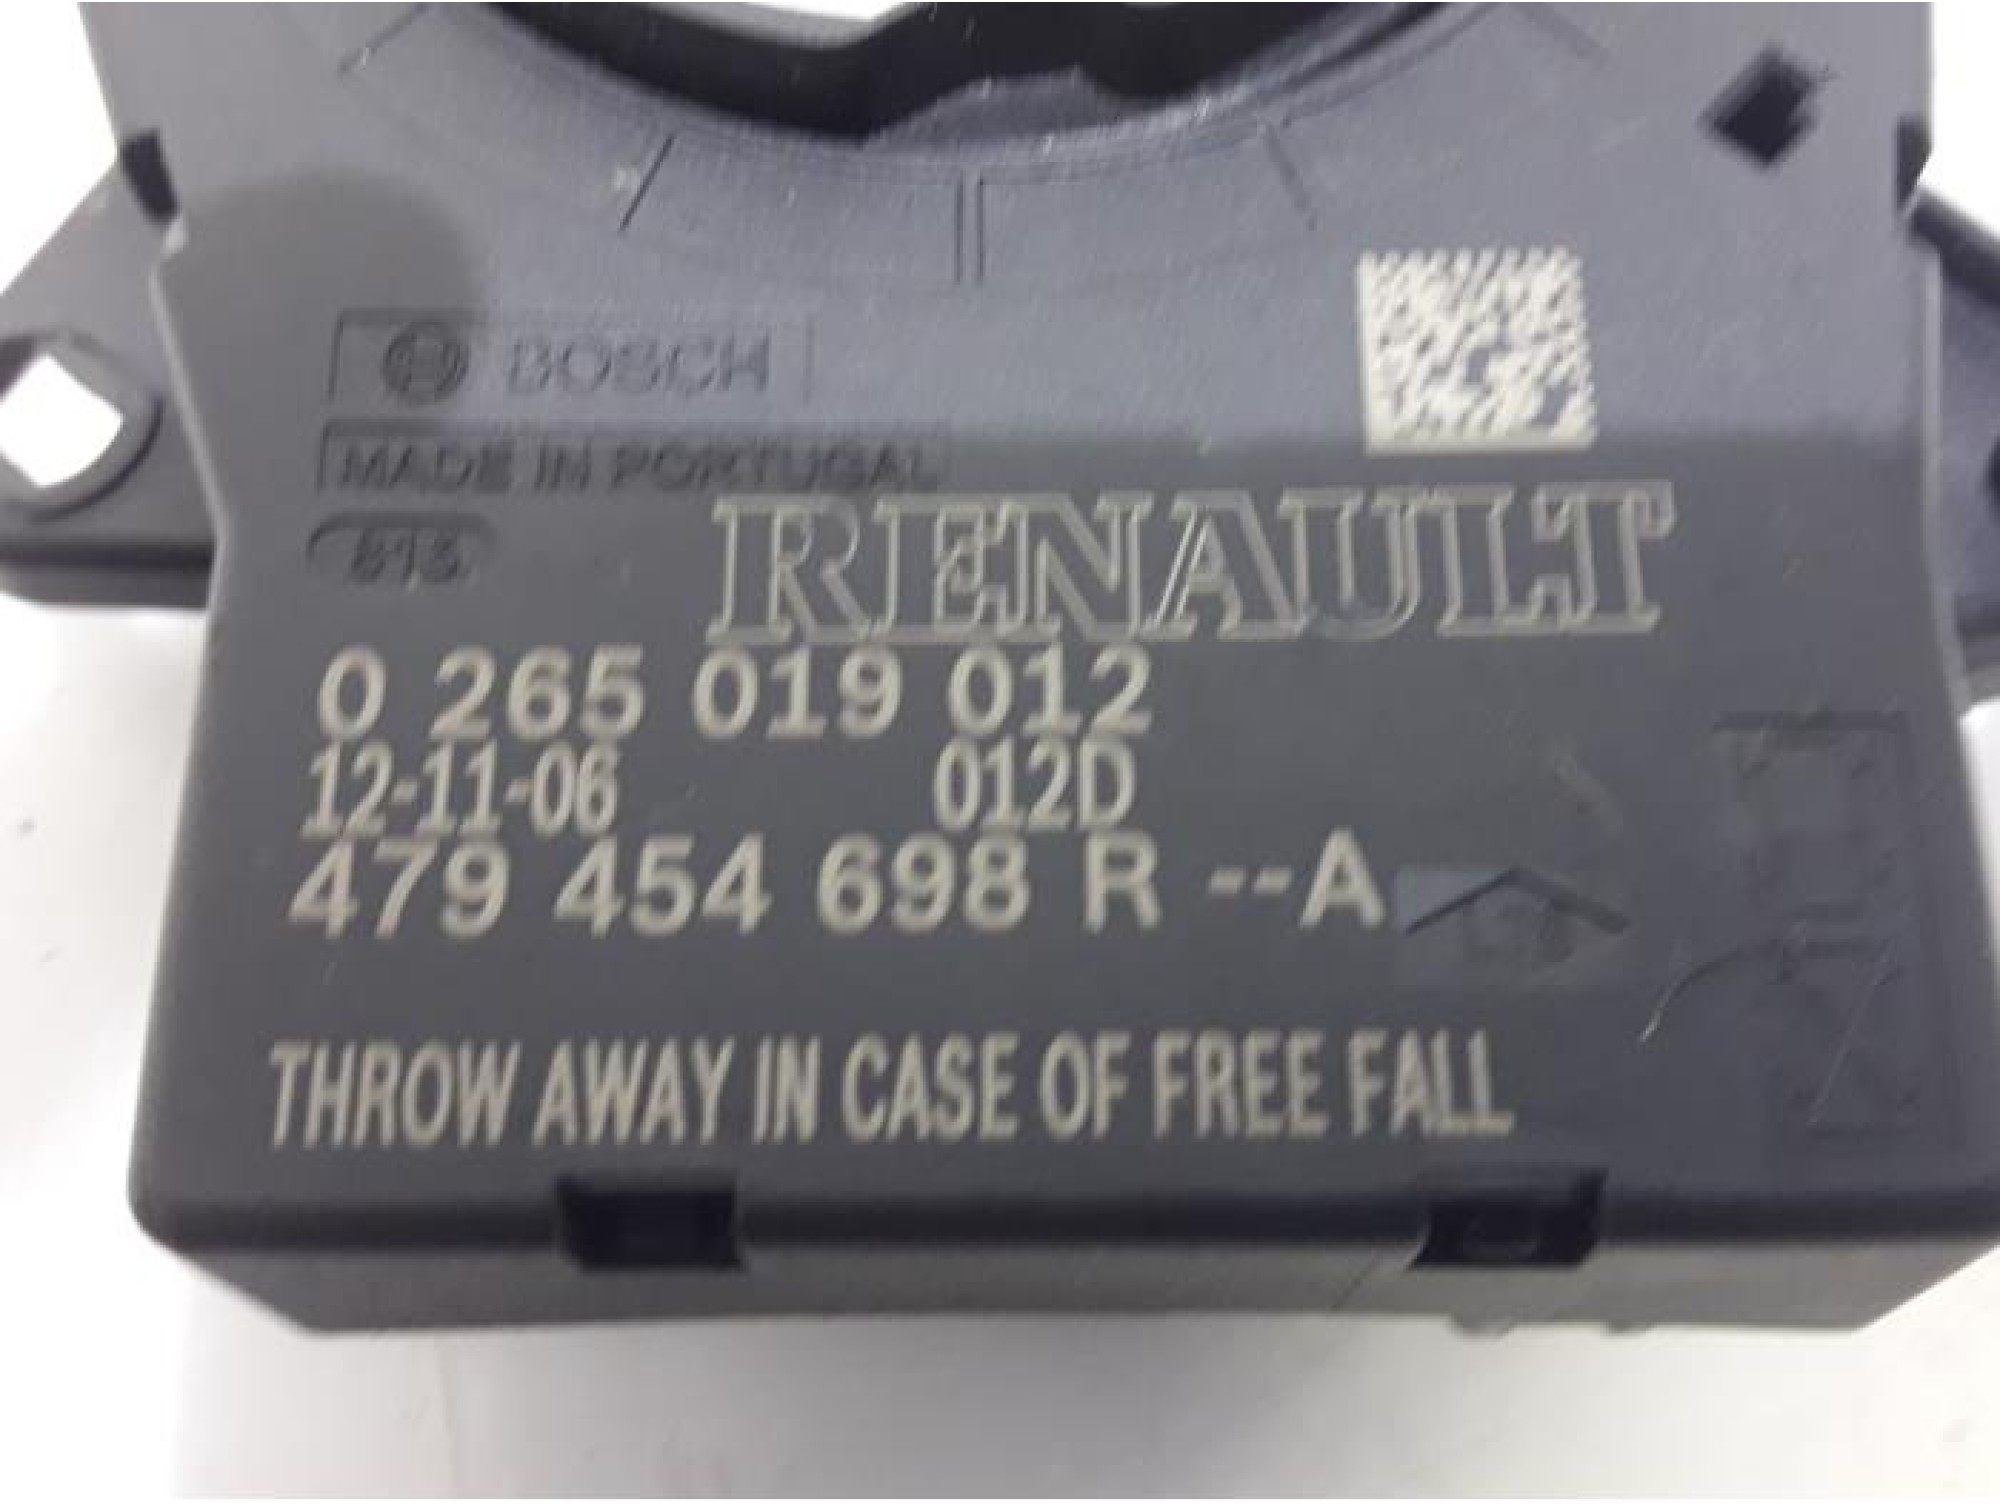 BOSCH
MADE IN PORTUGAL
RENAULT
813
0 265 019 012
12-11-06 012D
479 454 698 R --A
THROW AWAY IN CASE OF FREE FALL